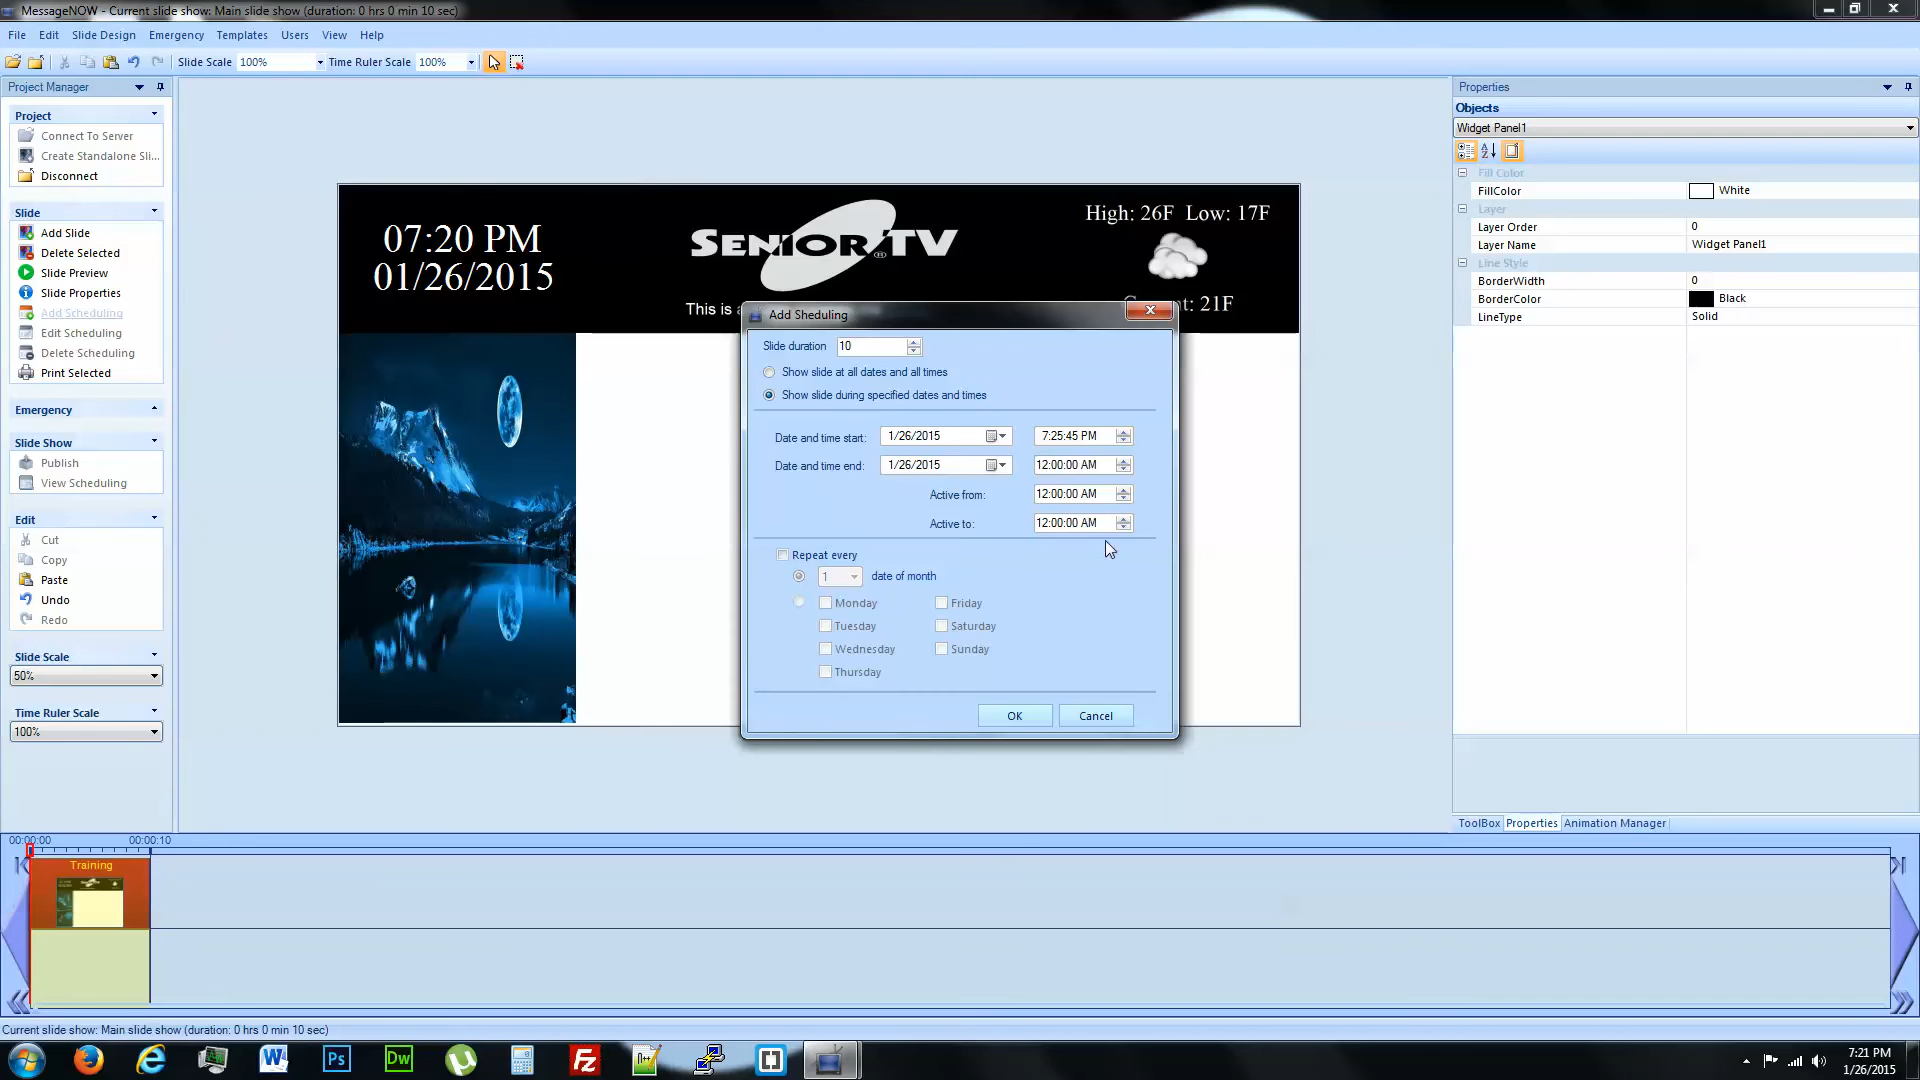 MessageNOW - Current slide show: Main slide show (duration: 0 hrs 0 min 10 sec)
File Edit Slide Design Emergency Templates Users View Help
Slide Scale 100% Time Ruler Scale 100%
Project Manager
Project
Connect To Server
Create Standalone Sli...
Disconnect
Slide
Add Slide
Delete Selected
Slide Preview
Slide Properties
Add Scheduling
Edit Scheduling
Delete Scheduling
Print Selected
Emergency
Slide Show
Publish
View Scheduling
Edit
Cut
Copy
Paste
Undo
Redo
Slide Scale
50%
Time Ruler Scale
100%
07:20 PM
01/26/2015
SENIOR TV
®
This is a
High: 26F Low: 17F
nt: 21F
Add Sheduling
Slide duration 10
Show slide at all dates and all times
Show slide during specified dates and times
Date and time start: 1/26/2015 7:25:45 PM
Date and time end: 1/26/2015 12:00:00 AM
Active from: 12:00:00 AM
Active to: 12:00:00 AM
Repeat every
1 date of month
Monday Friday
Tuesday Saturday
Wednesday Sunday
Thursday
OK Cancel
Properties
Objects
Widget Panel1
Fill Color
FillColor White
Layer
Layer Order 0
Layer Name Widget Panel1
Line Style
BorderWidth 0
BorderColor Black
LineType Solid
ToolBox Properties Animation Manager
00:00:00 00:00:10
Training
Current slide show: Main slide show (duration: 0 hrs 0 min 10 sec)
W Ps Dw Fz
7:21 PM
1/26/2015